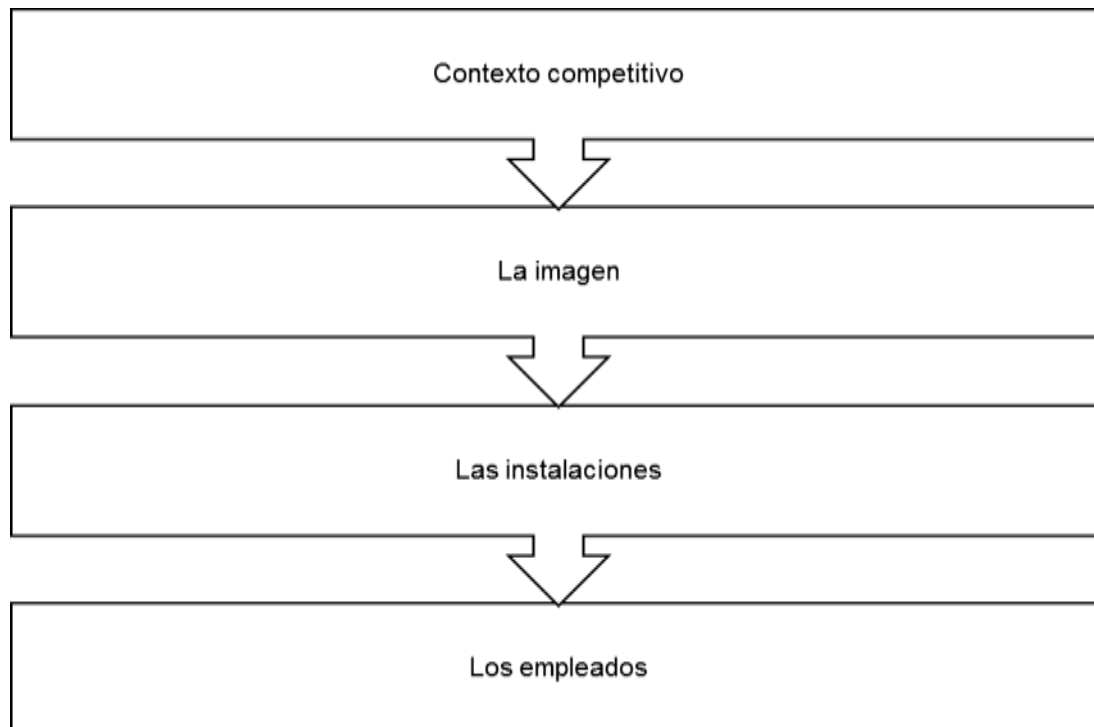 Contexto competitivo
La imagen
Las instalaciones
Los empleados